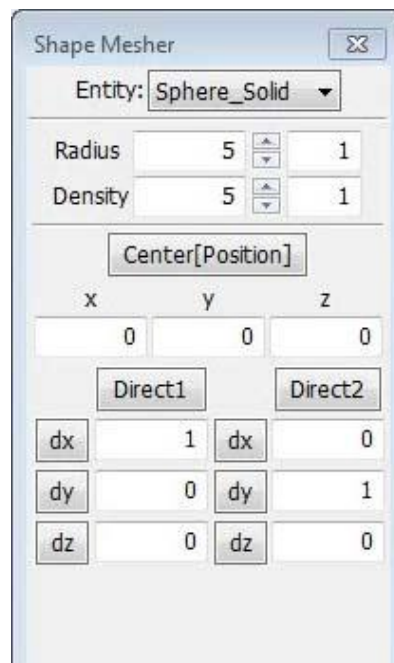 Shape Mesher
Entity: Sphere_Solid
Radius 5 1
Density 5 1
Center[Position]
x y z
0 0 0
Direct1 Direct2
dx 1 dx 0
dy 0 dy 1
dz 0 dz 0